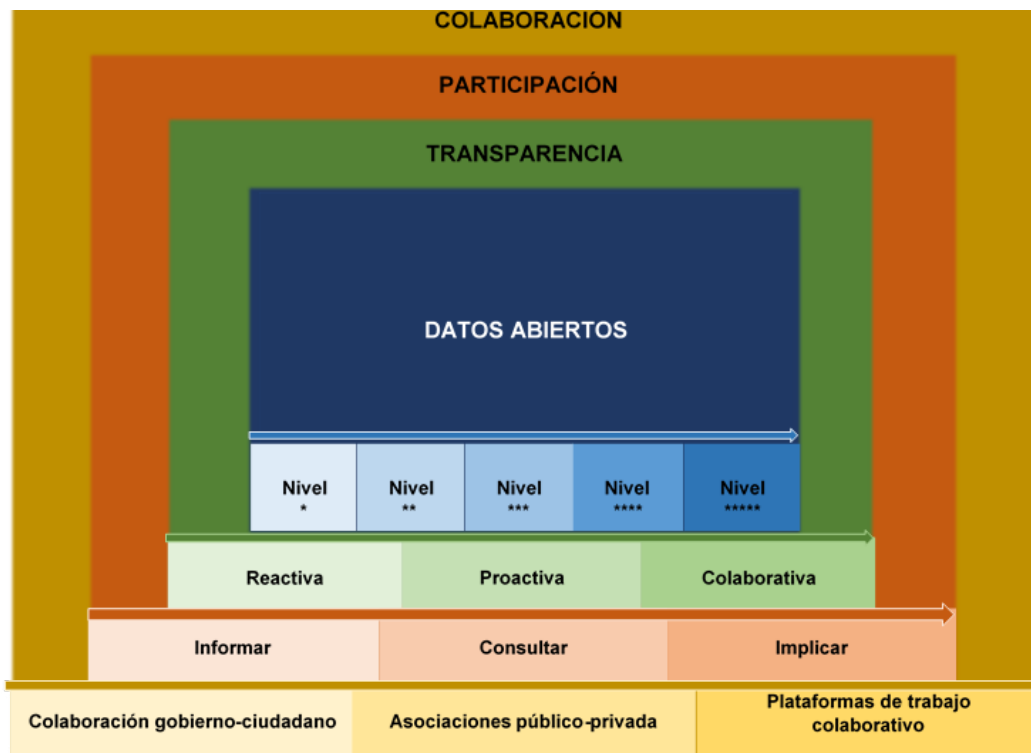 COLABORACIÓN
PARTICIPACIÓN
TRANSPARENCIA
DATOS ABIERTOS
Nivel
*
Nivel
**
Nivel
***
Nivel
****
Nivel
*****
Reactiva
Proactiva
Colaborativa
Informar
Consultar
Implicar
Colaboración gobierno-ciudadano
Asociaciones público-privada
Plataformas de trabajo
colaborativo